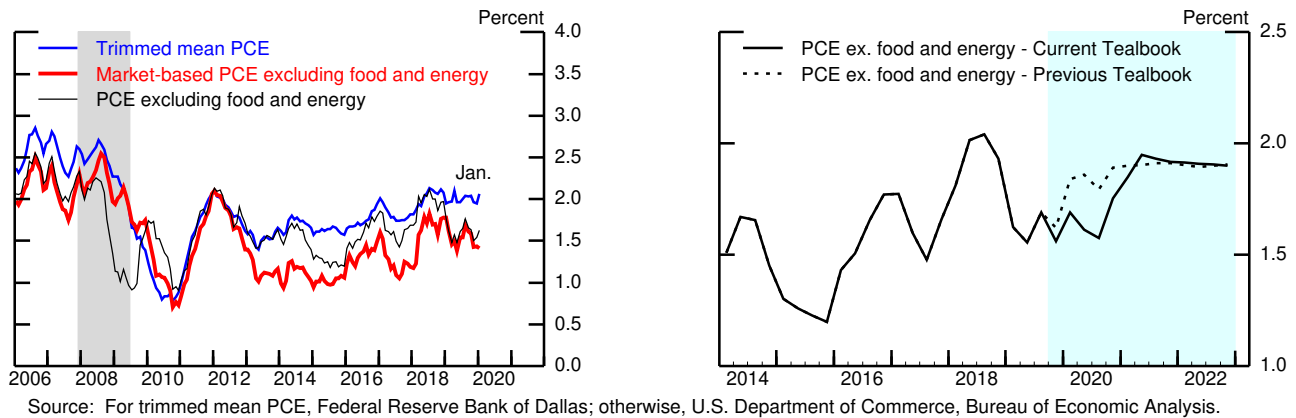 Percent
4.0
3.5
3.0
2.5
2.0
1.5
1.0
0.5
0.0
Trimmed mean PCE
Market-based PCE excluding food and energy
PCE excluding food and energy
Jan.
2006 2008 2010 2012 2014 2016 2018 2020
Percent
2.5
2.0
1.5
1.0
PCE ex. food and energy - Current Tealbook
PCE ex. food and energy - Previous Tealbook
2014 2016 2018 2020 2022
Source: For trimmed mean PCE, Federal Reserve Bank of Dallas; otherwise, U.S. Department of Commerce, Bureau of Economic Analysis.